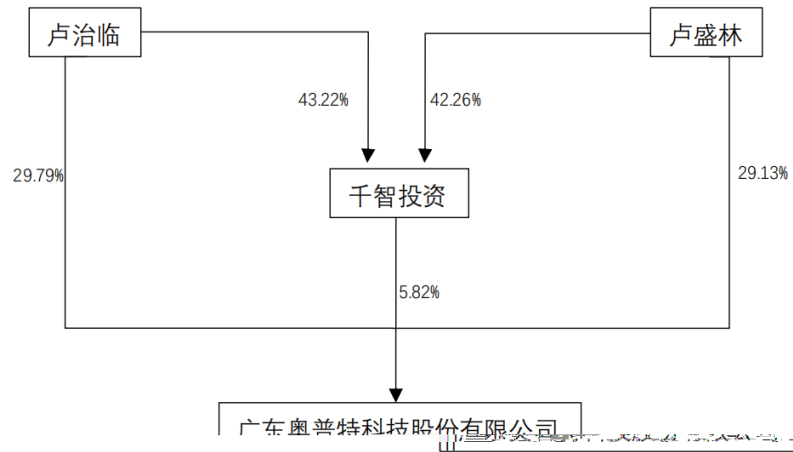 卢治临
卢盛林
43.22%
42.26%
29.79%
千智投资
29.13%
5.82%
广东奥普特科技股份有限公司